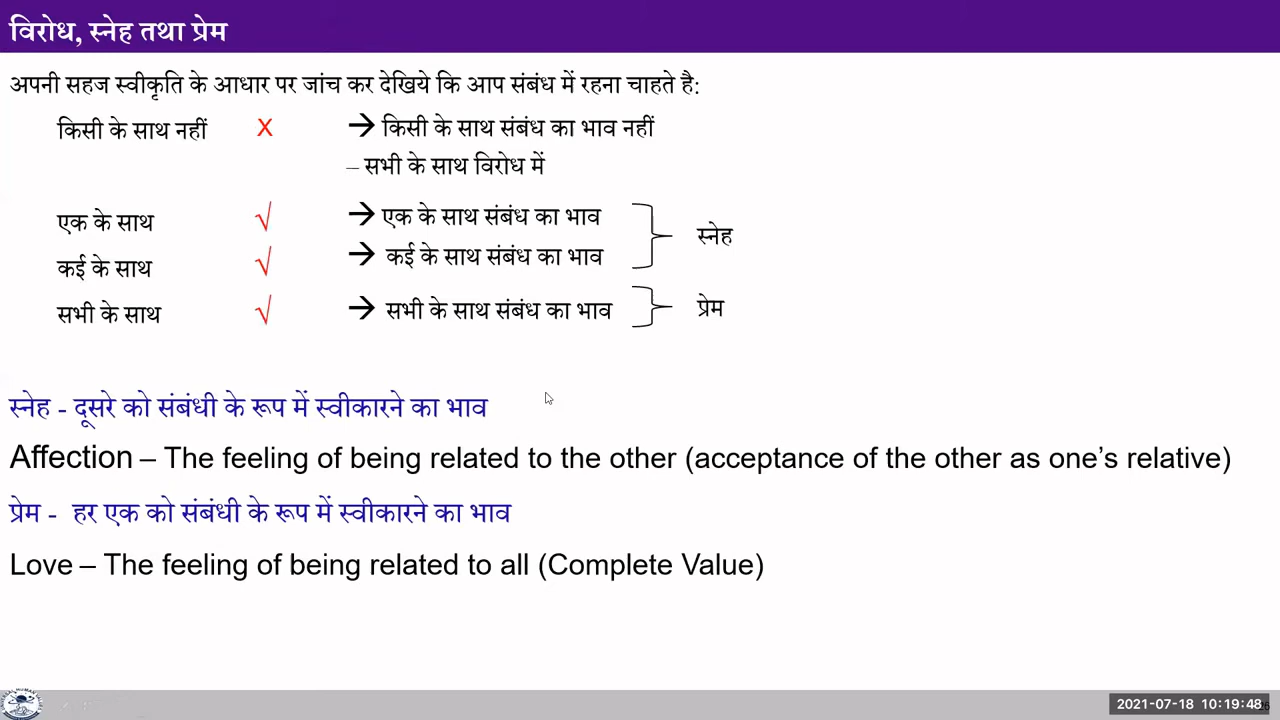 विरोध, स्नेह तथा प्रेम
अपनी सहज स्वीकृति के आधार पर जांच कर देखिये कि आप संबंध में रहना चाहते है:
किसी के साथ नहीं X → किसी के साथ संबंध का भाव नहीं
– सभी के साथ विरोध में
एक के साथ √ → एक के साथ संबंध का भाव
स्नेह
कई के साथ √ → कई के साथ संबंध का भाव
सभी के साथ √ → सभी के साथ संबंध का भाव प्रेम
स्नेह - दूसरे को संबंधी के रूप में स्वीकारने का भाव
Affection – The feeling of being related to the other (acceptance of the other as one’s relative)
प्रेम - हर एक को संबंधी के रूप में स्वीकारने का भाव
Love – The feeling of being related to all (Complete Value)
2021-07-18 10:19:48